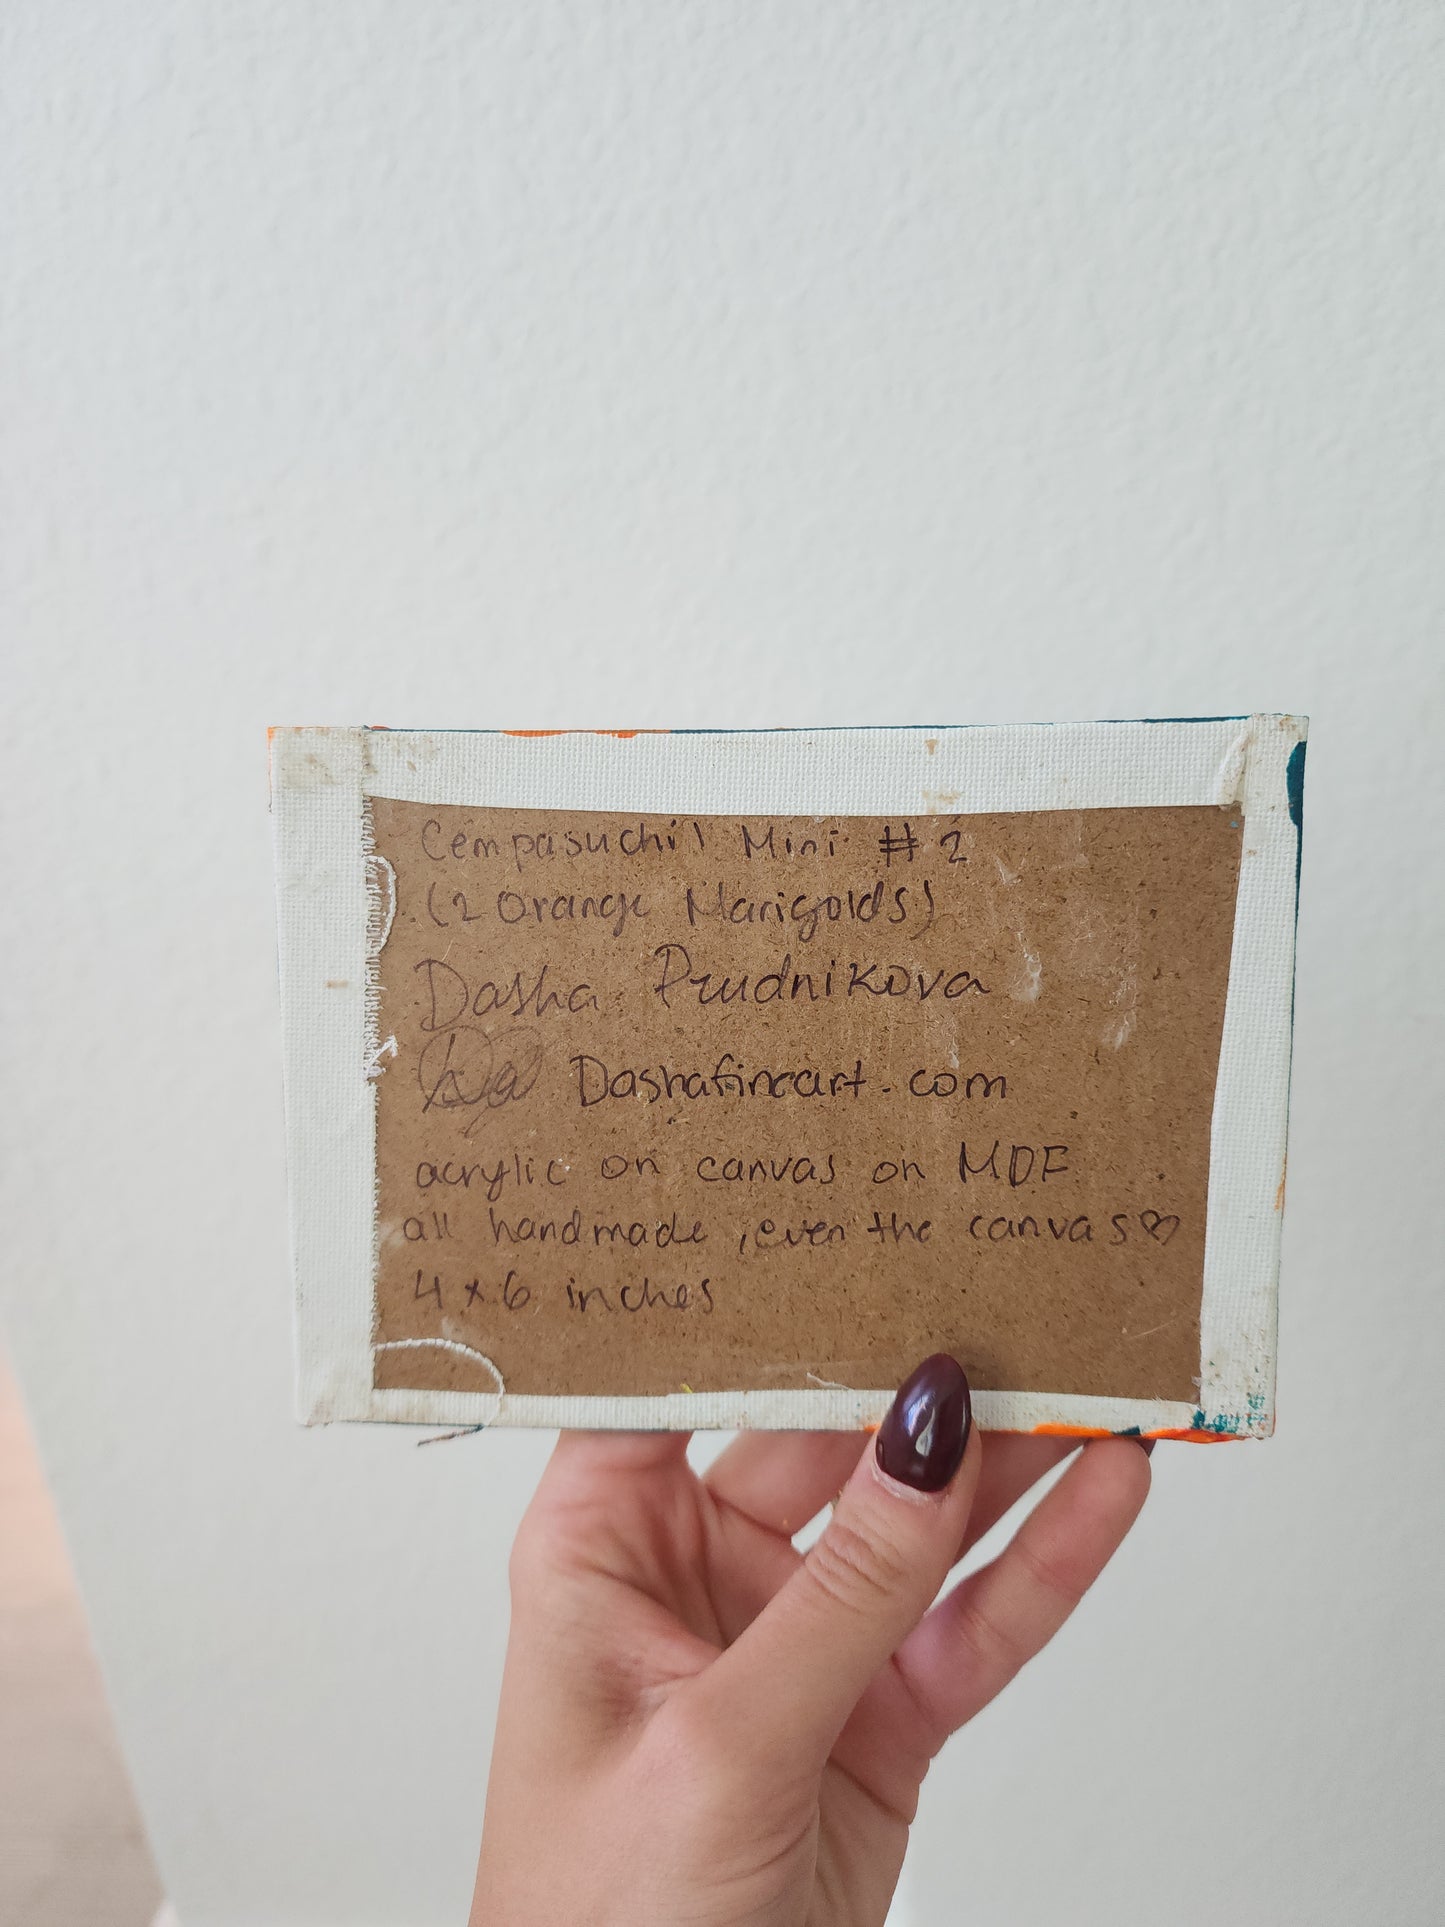 Cempasuchil Mini #2
(2 Orange Marigolds)
Dasha Prudnikova
Dashafineart.com
acrylic on canvas on MDF
all handmade, even the canvas♡
4 x 6 inches